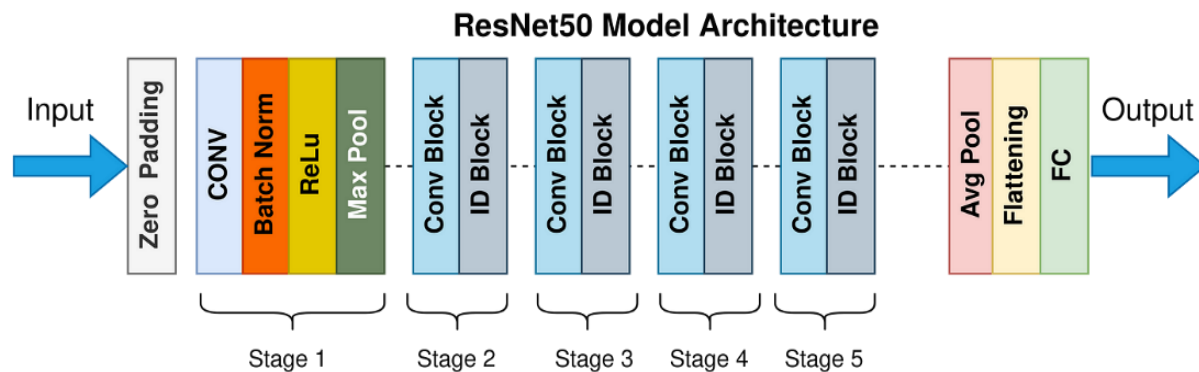 ResNet50 Model Architecture
Input
Zero Padding
CONV
Batch Norm
ReLu
Max Pool
Conv Block
ID Block
Conv Block
ID Block
Conv Block
ID Block
Conv Block
ID Block
Avg Pool
Flattening
FC
Output
Stage 1
Stage 2
Stage 3
Stage 4
Stage 5